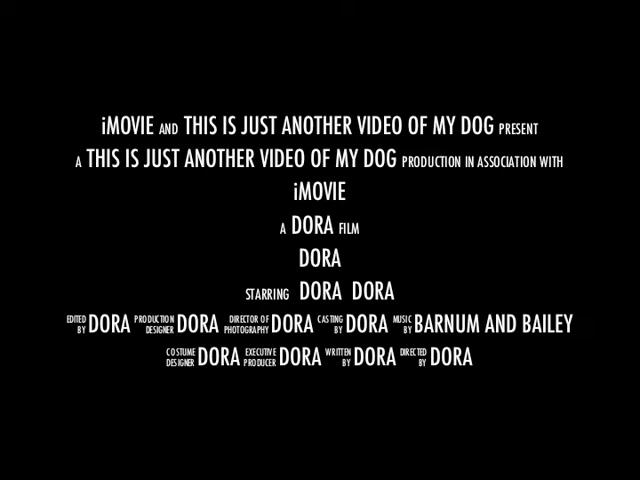 iMOVIE AND THIS IS JUST ANOTHER VIDEO OF MY DOG PRESENT
A THIS IS JUST ANOTHER VIDEO OF MY DOG PRODUCTION IN ASSOCIATION WITH
iMOVIE
A DORA FILM
DORA
STARRING DORA DORA
EDITED BY DORA PRODUCTION DESIGNER DORA DIRECTOR OF PHOTOGRAPHY DORA CASTING BY DORA MUSIC BY BARNUM AND BAILEY
COSTUME DESIGNER DORA EXECUTIVE PRODUCER DORA WRITTEN BY DORA DIRECTED BY DORA